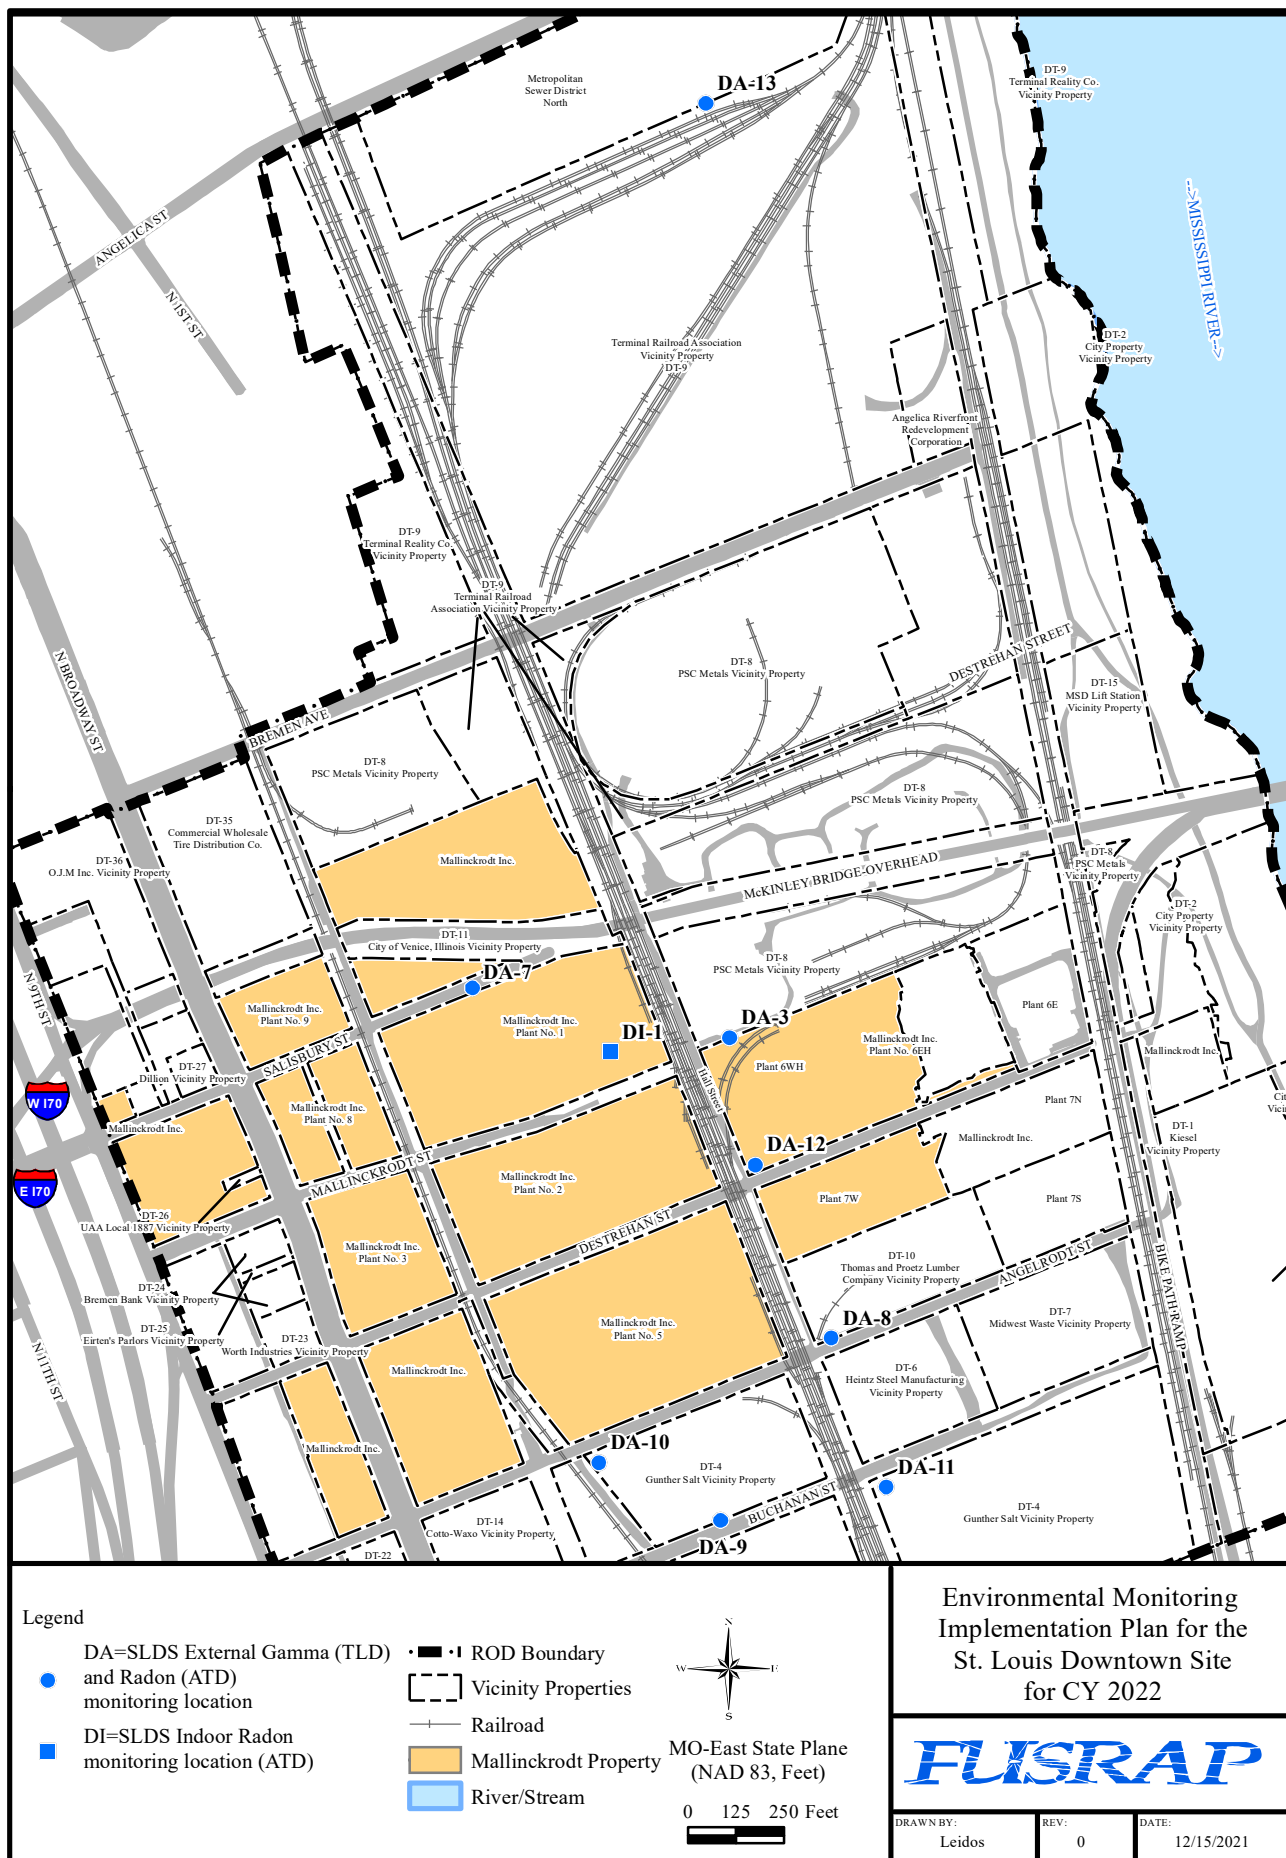 Metropolitan
Sewer District
North
DA-13
DT-9
Terminal Reality Co.
Vicinity Property
-->MISSISSIPPI RIVER-->
ANGELICA ST
N 1ST ST
DT-2
City Property
Vicinity Property
Terminal Railroad Association
Vicinity Property
DT-9
Angelica Riverfront
Redevelopment
Corporation
DT-9
Terminal Reality Co.
Vicinity Property
DT-9
Terminal Railroad
Association Vicinity Property
N BROADWAY ST
BREMEN AVE
DT-8
PSC Metals Vicinity Property
DESTREHAN STREET
DT-15
MSD Lift Station
Vicinity Property
DT-8
PSC Metals Vicinity Property
DT-8
PSC Metals Vicinity Property
DT-35
Commercial Wholesale
Tire Distribution Co.
DT-36
O.J.M Inc. Vicinity Property
Mallinckrodt Inc.
McKINLEY BRIDGE-OVERHEAD
DT-8
PSC Metals
Vicinity Property
DT-2
City Property
Vicinity Property
DT-11
City of Venice, Illinois Vicinity Property
DT-8
PSC Metals Vicinity Property
N 9TH ST
DA-7
Mallinckrodt Inc.
Plant No. 9
Mallinckrodt Inc.
Plant No. 1
DI-1
DA-3
Plant 6E
Mallinckrodt Inc.
Plant No. 6EH
Plant 6WH
Mallinckrodt Inc.
SALISBURY ST
DT-27
Dillion Vicinity Property
Hall Street
W I70
Mallinckrodt Inc.
Mallinckrodt Inc.
Plant No. 8
Plant 7N
Mallinckrodt Inc.
DT-1
Kiesel
Vicinity Property
MALLINCKRODT ST
DA-12
E I70
Mallinckrodt Inc.
Plant No. 2
Plant 7W
Plant 7S
DT-26
UAA Local 1887 Vicinity Property
DESTREHAN ST
Mallinckrodt Inc.
Plant No. 3
DT-10
Thomas and Proetz Lumber
Company Vicinity Property
ANGELRODT ST
BIKE PATH RAMP
DT-24
Bremen Bank Vicinity Property
DT-25
Eirten's Parlors Vicinity Property
DT-23
Worth Industries Vicinity Property
Mallinckrodt Inc.
Plant No. 5
DA-8
DT-7
Midwest Waste Vicinity Property
N 11TH ST
Mallinckrodt Inc.
DT-6
Heintz Steel Manufacturing
Vicinity Property
Mallinckrodt Inc.
DA-10
DT-4
Gunther Salt Vicinity Property
DA-11
BUCHANAN ST
DT-4
Gunther Salt Vicinity Property
DT-14
Cotto-Waxo Vicinity Property
DA-9
DT-22
Legend
DA=SLDS External Gamma (TLD)
and Radon (ATD)
monitoring location
DI=SLDS Indoor Radon
monitoring location (ATD)
ROD Boundary
Vicinity Properties
Railroad
Mallinckrodt Property
River/Stream
N
W E
S
MO-East State Plane
(NAD 83, Feet)
0 125 250 Feet
Environmental Monitoring
Implementation Plan for the
St. Louis Downtown Site
for CY 2022
FUSRAP
DRAWN BY:
Leidos
REV:
0
DATE:
12/15/2021